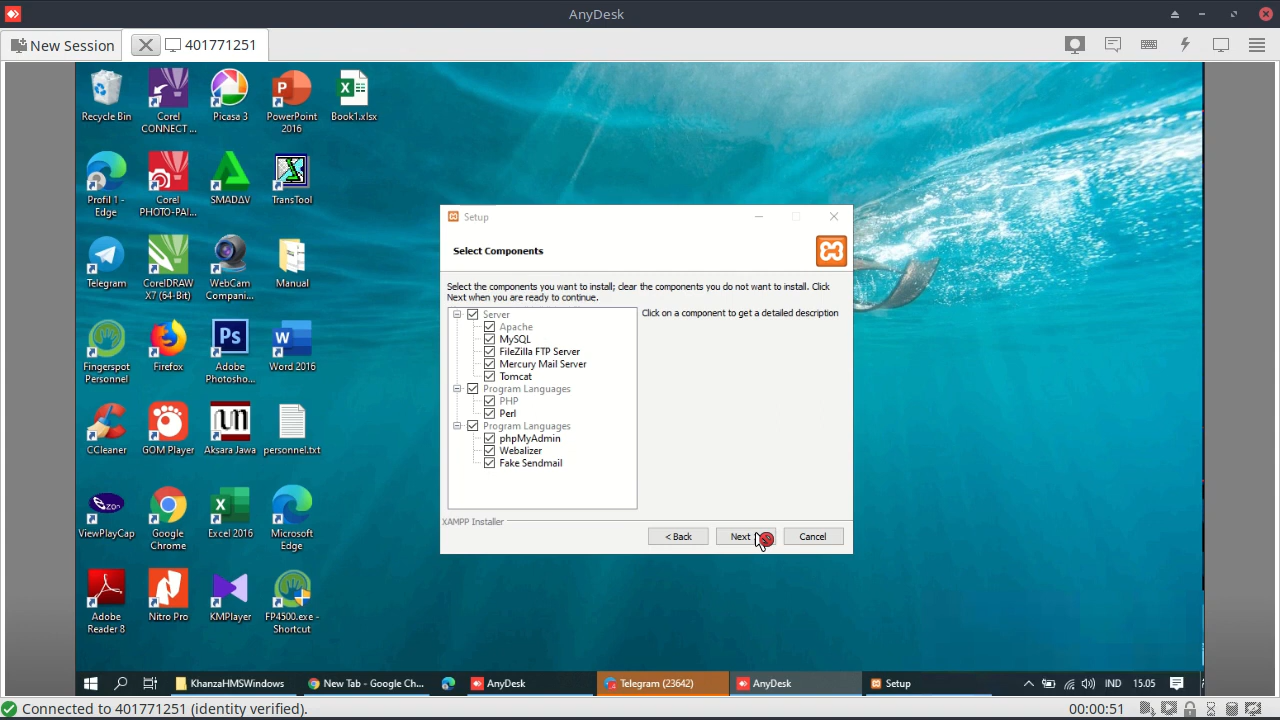 AnyDesk
New Session
401771251
Recycle Bin
Corel
CONNECT ...
Picasa 3
PowerPoint
2016
Book1.xlsx
Profil 1 -
Edge
Corel
PHOTO-PAI...
SMADΔV
TransTool
Telegram
CorelDRAW
X7 (64-Bit)
WebCam
Compani...
Manual
Fingerspot
Personnel
Firefox
Adobe
Photosho...
Word 2016
CCleaner
GOM Player
Aksara Jawa
personnel.txt
ViewPlayCap
Google
Chrome
Excel 2016
Microsoft
Edge
Adobe
Reader 8
Nitro Pro
KMPlayer
FP4500.exe -
Shortcut
Setup
Select Components
Select the components you want to install; clear the components you do not want to install. Click
Next when you are ready to continue.
Server
Apache
MySQL
FileZilla FTP Server
Mercury Mail Server
Tomcat
Program Languages
PHP
Perl
Program Languages
phpMyAdmin
Webalizer
Fake Sendmail
Click on a component to get a detailed description
XAMPP Installer
< Back
Next
Cancel
KhanzaHMSWindows
New Tab - Google Ch...
AnyDesk
Telegram (23642)
AnyDesk
Setup
IND
15.05
Connected to 401771251 (identity verified).
00:00:51